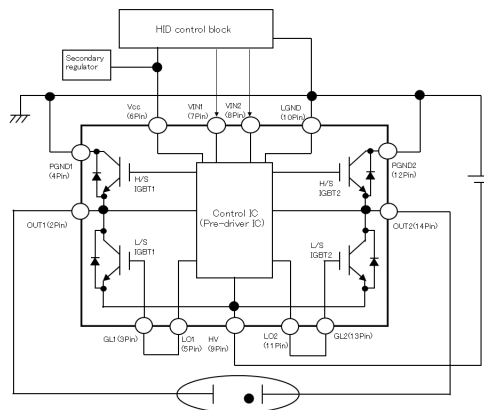 HID control block
Secondary
regulator
Vcc
(6Pin)
VIN1
(7Pin)
VIN2
(8Pin)
LGND
(10Pin)
PGND1
(4Pin)
PGND2
(12Pin)
H/S
IGBT1
H/S
IGBT2
Control IC
(Pre-driver IC)
OUT1(2Pin)
OUT2(14Pin)
L/S
IGBT1
L/S
IGBT2
GL1(3Pin)
LO1
(5Pin)
HV
(9Pin)
LO2
(11Pin)
GL2(13Pin)